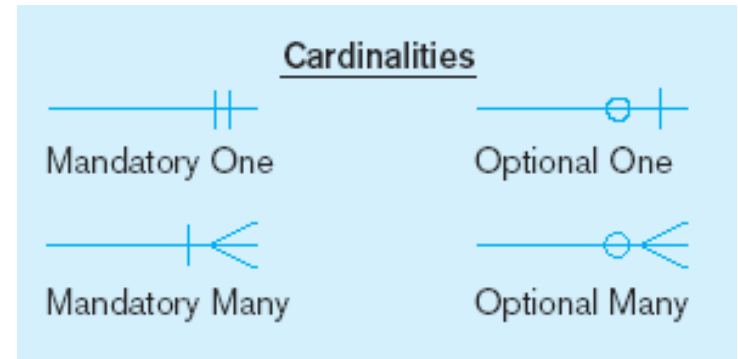 Cardinalities
Mandatory One
Optional One
Mandatory Many
Optional Many